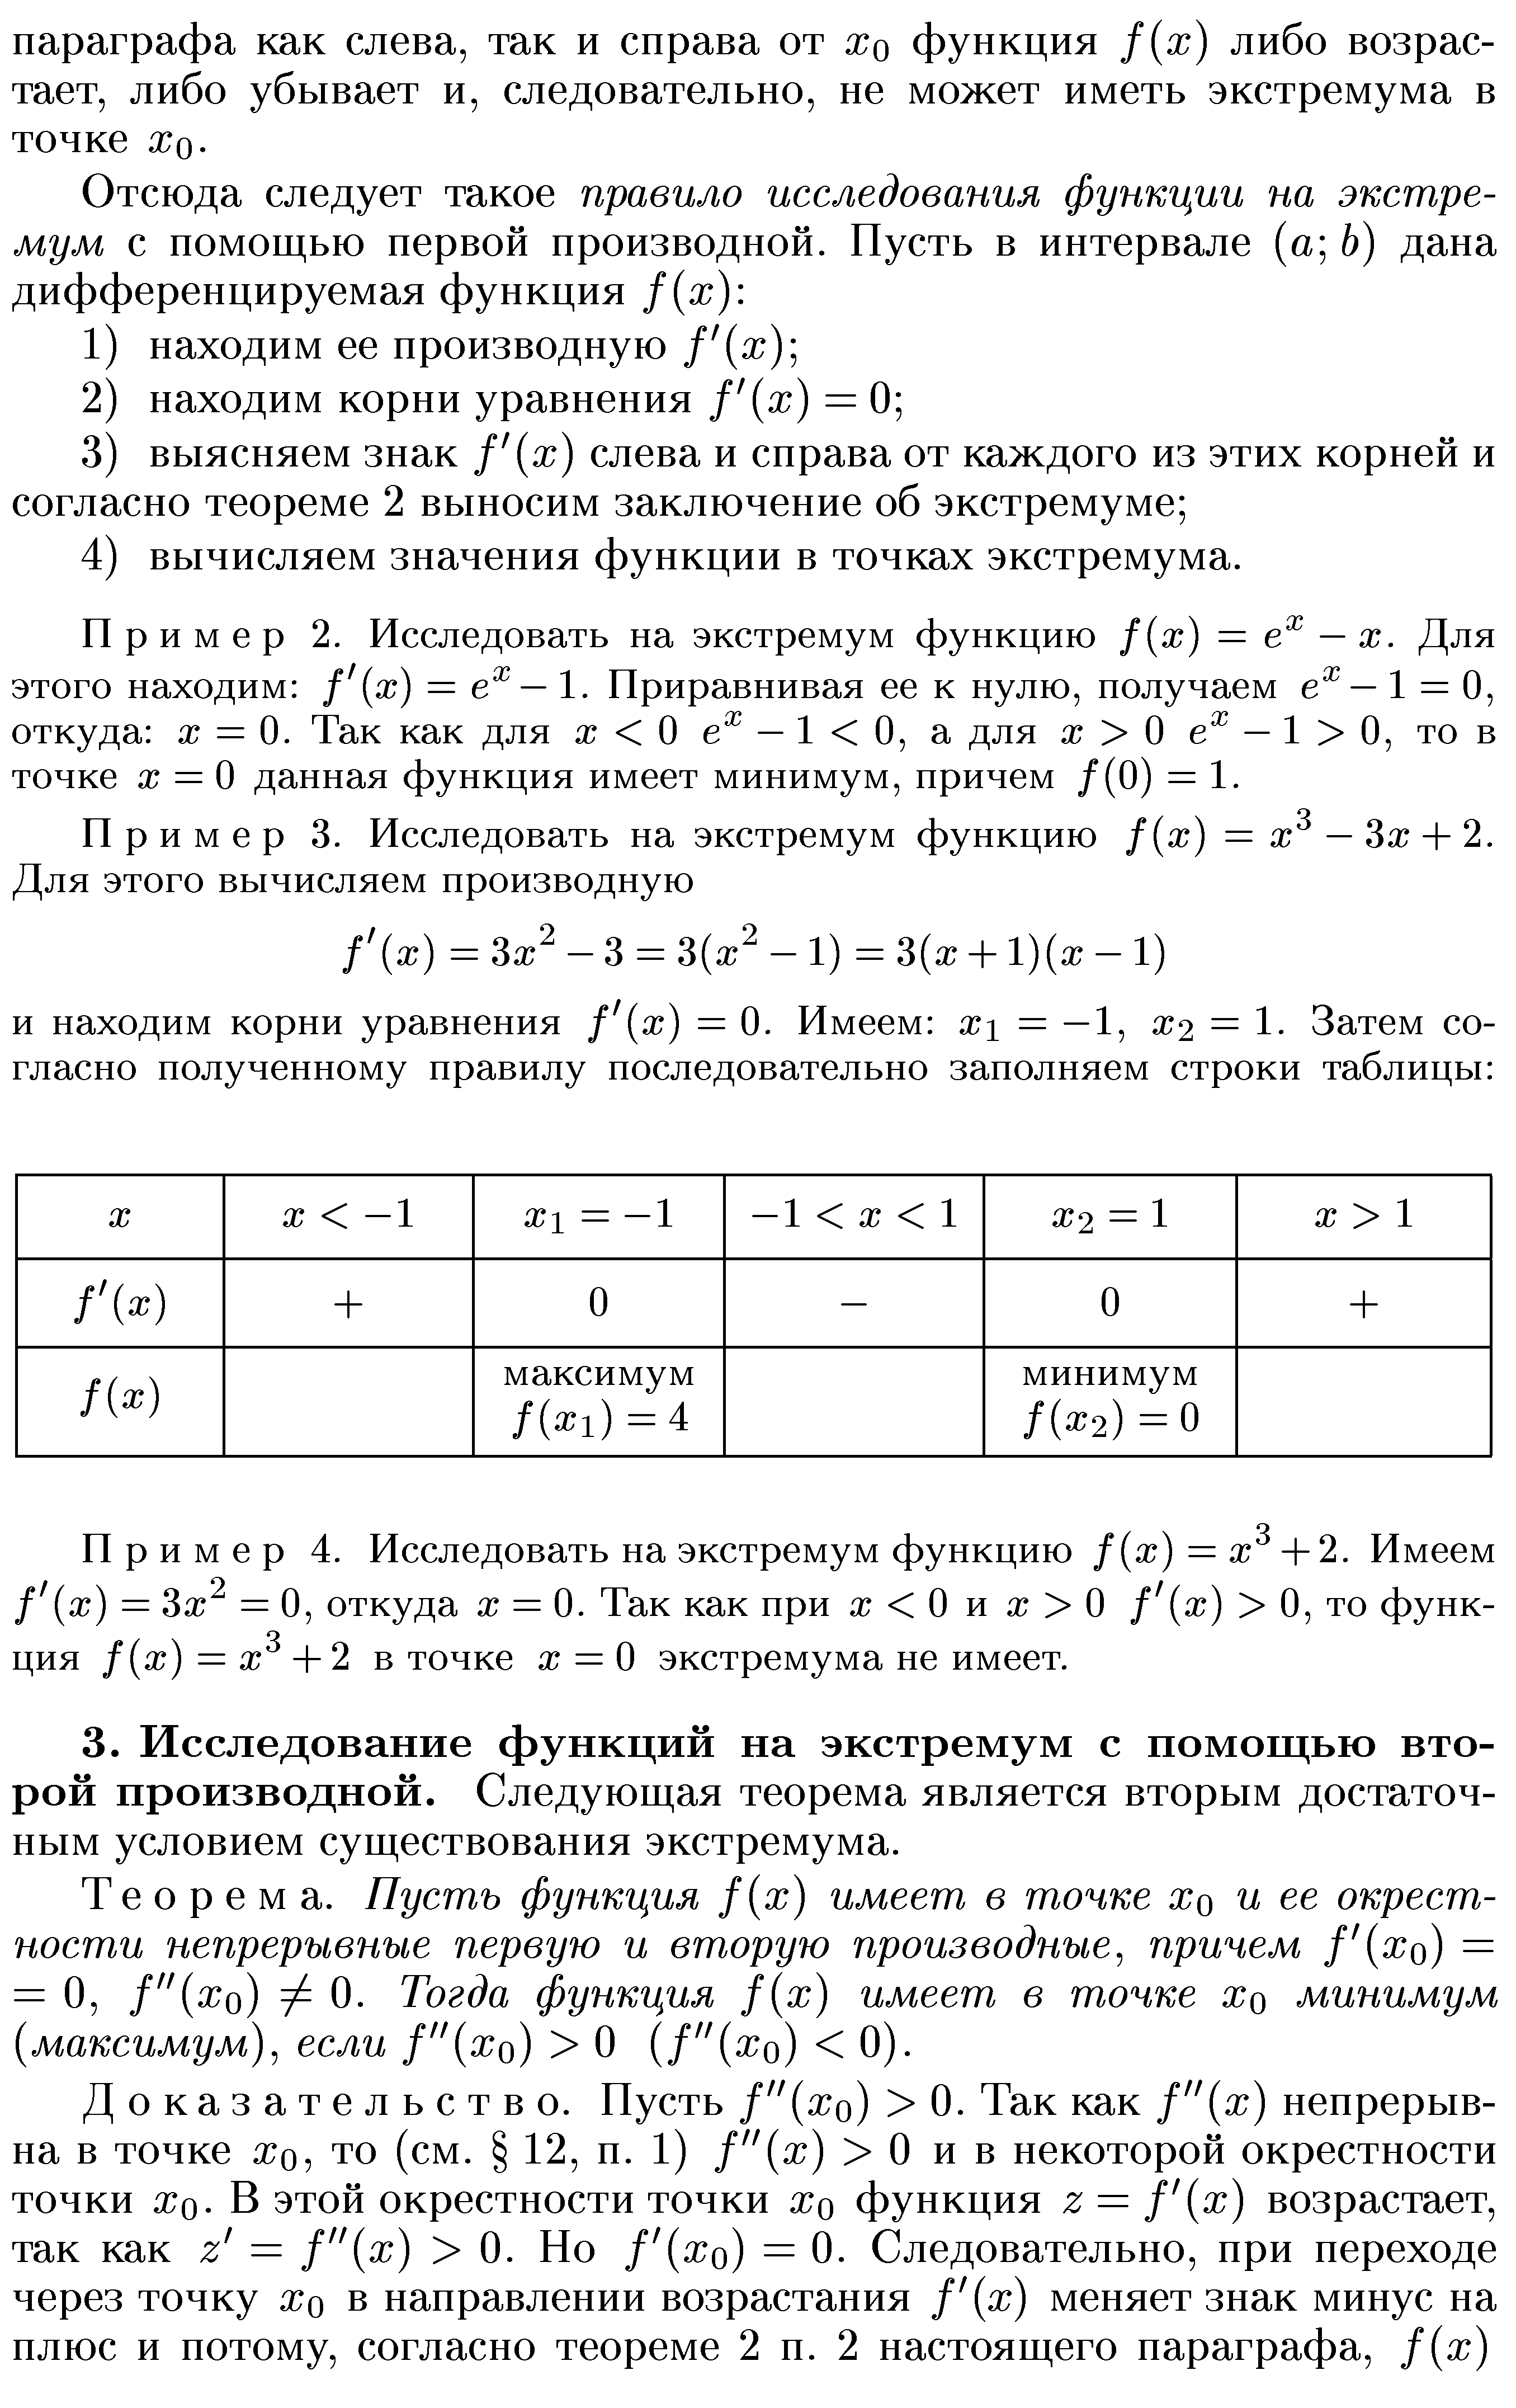 параграфа как слева, так и справа от x₀ функция f(x) либо возрас-
тает, либо убывает и, следовательно, не может иметь экстремума в
точке x₀.
Отсюда следует такое правило исследования функции на экстре-
мум с помощью первой производной. Пусть в интервале (a; b) дана
дифференцируемая функция f(x):
1) находим ее производную f′(x);
2) находим корни уравнения f′(x) = 0;
3) выясняем знак f′(x) слева и справа от каждого из этих корней и
согласно теореме 2 выносим заключение об экстремуме;
4) вычисляем значения функции в точках экстремума.
Пример 2. Исследовать на экстремум функцию f(x) = eˣ − x. Для
этого находим: f′(x) = eˣ − 1. Приравнивая ее к нулю, получаем eˣ − 1 = 0,
откуда: x = 0. Так как для x < 0 eˣ − 1 < 0, а для x > 0 eˣ − 1 > 0, то в
точке x = 0 данная функция имеет минимум, причем f(0) = 1.
Пример 3. Исследовать на экстремум функцию f(x) = x³ − 3x + 2.
Для этого вычисляем производную
f′(x) = 3x² − 3 = 3(x² − 1) = 3(x + 1)(x − 1)
и находим корни уравнения f′(x) = 0. Имеем: x₁ = −1, x₂ = 1. Затем со-
гласно полученному правилу последовательно заполняем строки таблицы:
x x < −1 x₁ = −1 −1 < x < 1 x₂ = 1 x > 1
f′(x) + 0 − 0 +
f(x) максимум f(x₁) = 4 минимум f(x₂) = 0
Пример 4. Исследовать на экстремум функцию f(x) = x³ + 2. Имеем
f′(x) = 3x² = 0, откуда x = 0. Так как при x < 0 и x > 0 f′(x) > 0, то функ-
ция f(x) = x³ + 2 в точке x = 0 экстремума не имеет.
3. Исследование функций на экстремум с помощью вто-
рой производной. Следующая теорема является вторым достаточ-
ным условием существования экстремума.
Теорема. Пусть функция f(x) имеет в точке x₀ и ее окрест-
ности непрерывные первую и вторую производные, причем f′(x₀) =
= 0, f″(x₀) ≠ 0. Тогда функция f(x) имеет в точке x₀ минимум
(максимум), если f″(x₀) > 0 (f″(x₀) < 0).
Доказательство. Пусть f″(x₀) > 0. Так как f″(x) непрерыв-
на в точке x₀, то (см. § 12, п. 1) f″(x) > 0 и в некоторой окрестности
точки x₀. В этой окрестности точки x₀ функция z = f′(x) возрастает,
так как z′ = f″(x) > 0. Но f′(x₀) = 0. Следовательно, при переходе
через точку x₀ в направлении возрастания f′(x) меняет знак минус на
плюс и потому, согласно теореме 2 п. 2 настоящего параграфа, f(x)